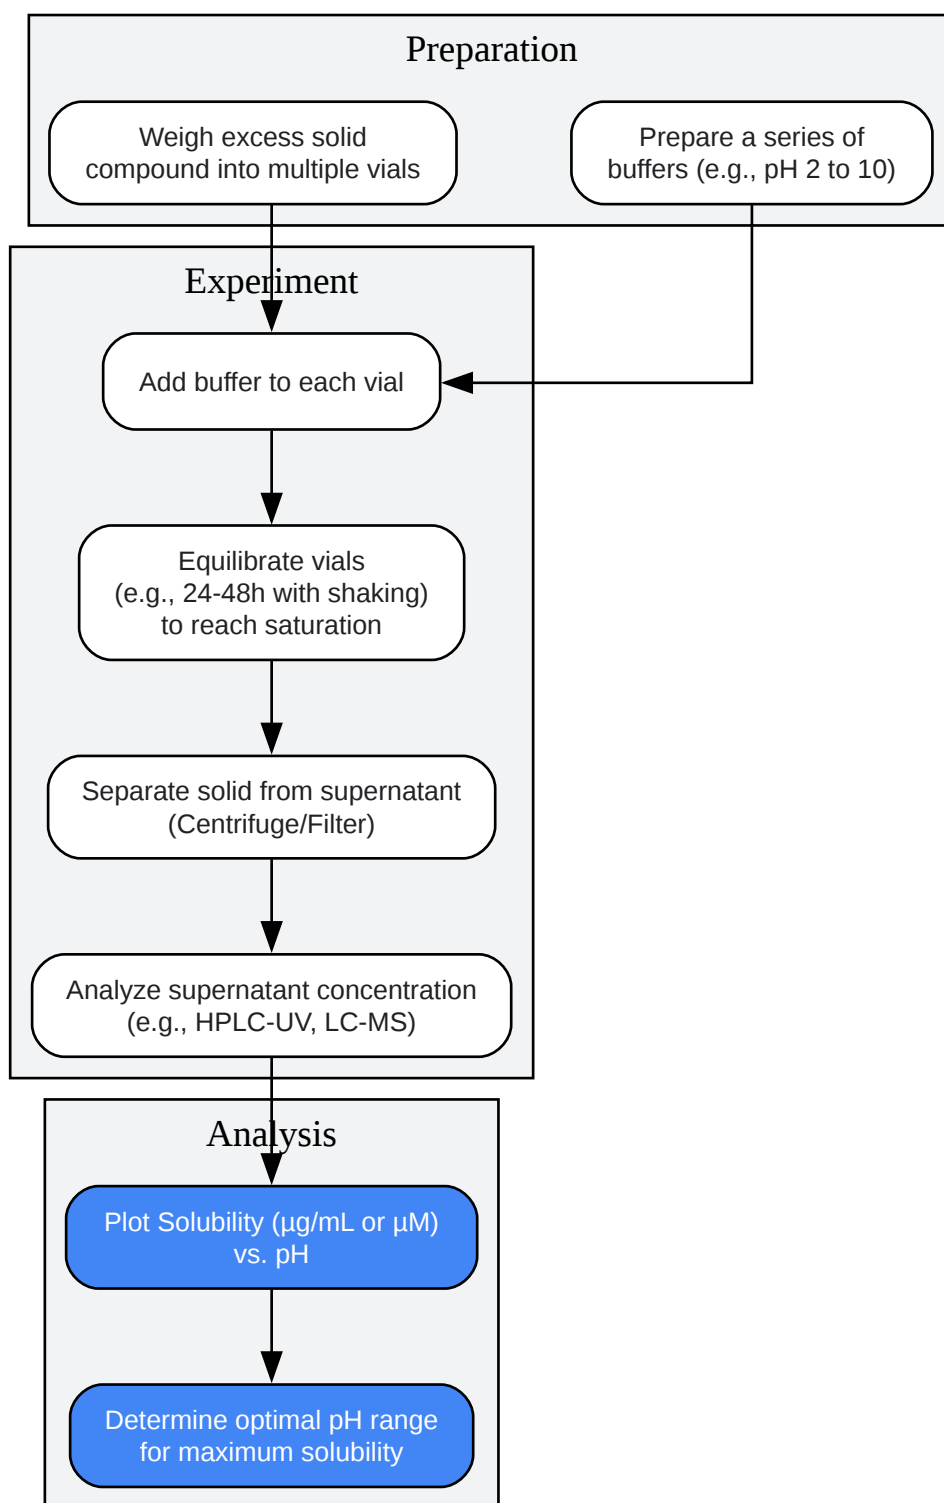 Preparation
Weigh excess solid
compound into multiple vials
Prepare a series of
buffers (e.g., pH 2 to 10)
Experiment
Add buffer to each vial
Equilibrate vials
(e.g., 24-48h with shaking)
to reach saturation
Separate solid from supernatant
(Centrifuge/Filter)
Analyze supernatant concentration
(e.g., HPLC-UV, LC-MS)
Analysis
Plot Solubility (µg/mL or µM)
vs. pH
Determine optimal pH range
for maximum solubility